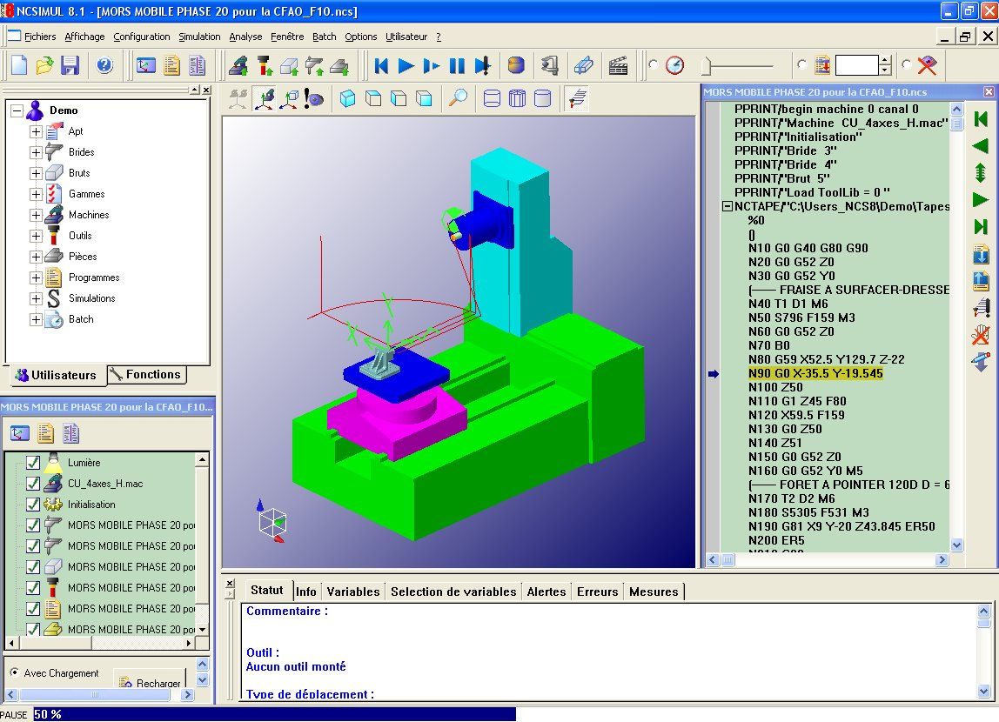 NCSIMUL 8.1 - [MORS MOBILE PHASE 20 pour la CFAO_F10.ncs]
Fichiers Affichage Configuration Simulation Analyse Fenêtre Batch Options Utilisateur ?
Demo
Apt
Brides
Bruts
Gammes
Machines
Outils
Pièces
Programmes
Simulations
Batch
Utilisateurs Fonctions
MORS MOBILE PHASE 20 pour la CFAO_F10...
Lumière
CU_4axes_H.mac
Initialisation
MORS MOBILE PHASE 20 pou
MORS MOBILE PHASE 20 pou
MORS MOBILE PHASE 20 pou
MORS MOBILE PHASE 20 pou
MORS MOBILE PHASE 20 pou
MORS MOBILE PHASE 20 pou
Avec Chargement
Recharger
X
Y
MORS MOBILE PHASE 20 pour la CFAO_F10.ncs
PPRINT/begin machine 0 canal 0
PPRINT/"Machine CU_4axes_H.mac"
PPRINT/"Initialisation"
PPRINT/"Bride 3"
PPRINT/"Bride 4"
PPRINT/"Brut 5"
PPRINT/"Load ToolLib = 0 "
NCTAPE/"C:\Users_NCS8\Demo\Tapes
%0
()
N10 G0 G40 G80 G90
N20 G0 G52 Z0
N30 G0 G52 Y0
(---- FRAISE A SURFACER-DRESSE
N40 T1 D1 M6
N50 S796 F159 M3
N60 G0 G52 Z0
N70 B0
N80 G59 X52.5 Y129.7 Z-22
N90 G0 X-35.5 Y-19.545
N100 Z50
N110 G1 Z45 F80
N120 X59.5 F159
N130 G0 Z50
N140 Z51
N150 G0 G52 Z0
N160 G0 G52 Y0 M5
(---- FORET A POINTER 120D D = 6
N170 T2 D2 M6
N180 S5305 F531 M3
N190 G81 X9 Y-20 Z43.845 ER50
N200 ER5
N210 G80
Statut Info Variables Selection de variables Alertes Erreurs Mesures
Commentaire :
Outil :
Aucun outil monté
Type de déplacement :
PAUSE 50 %